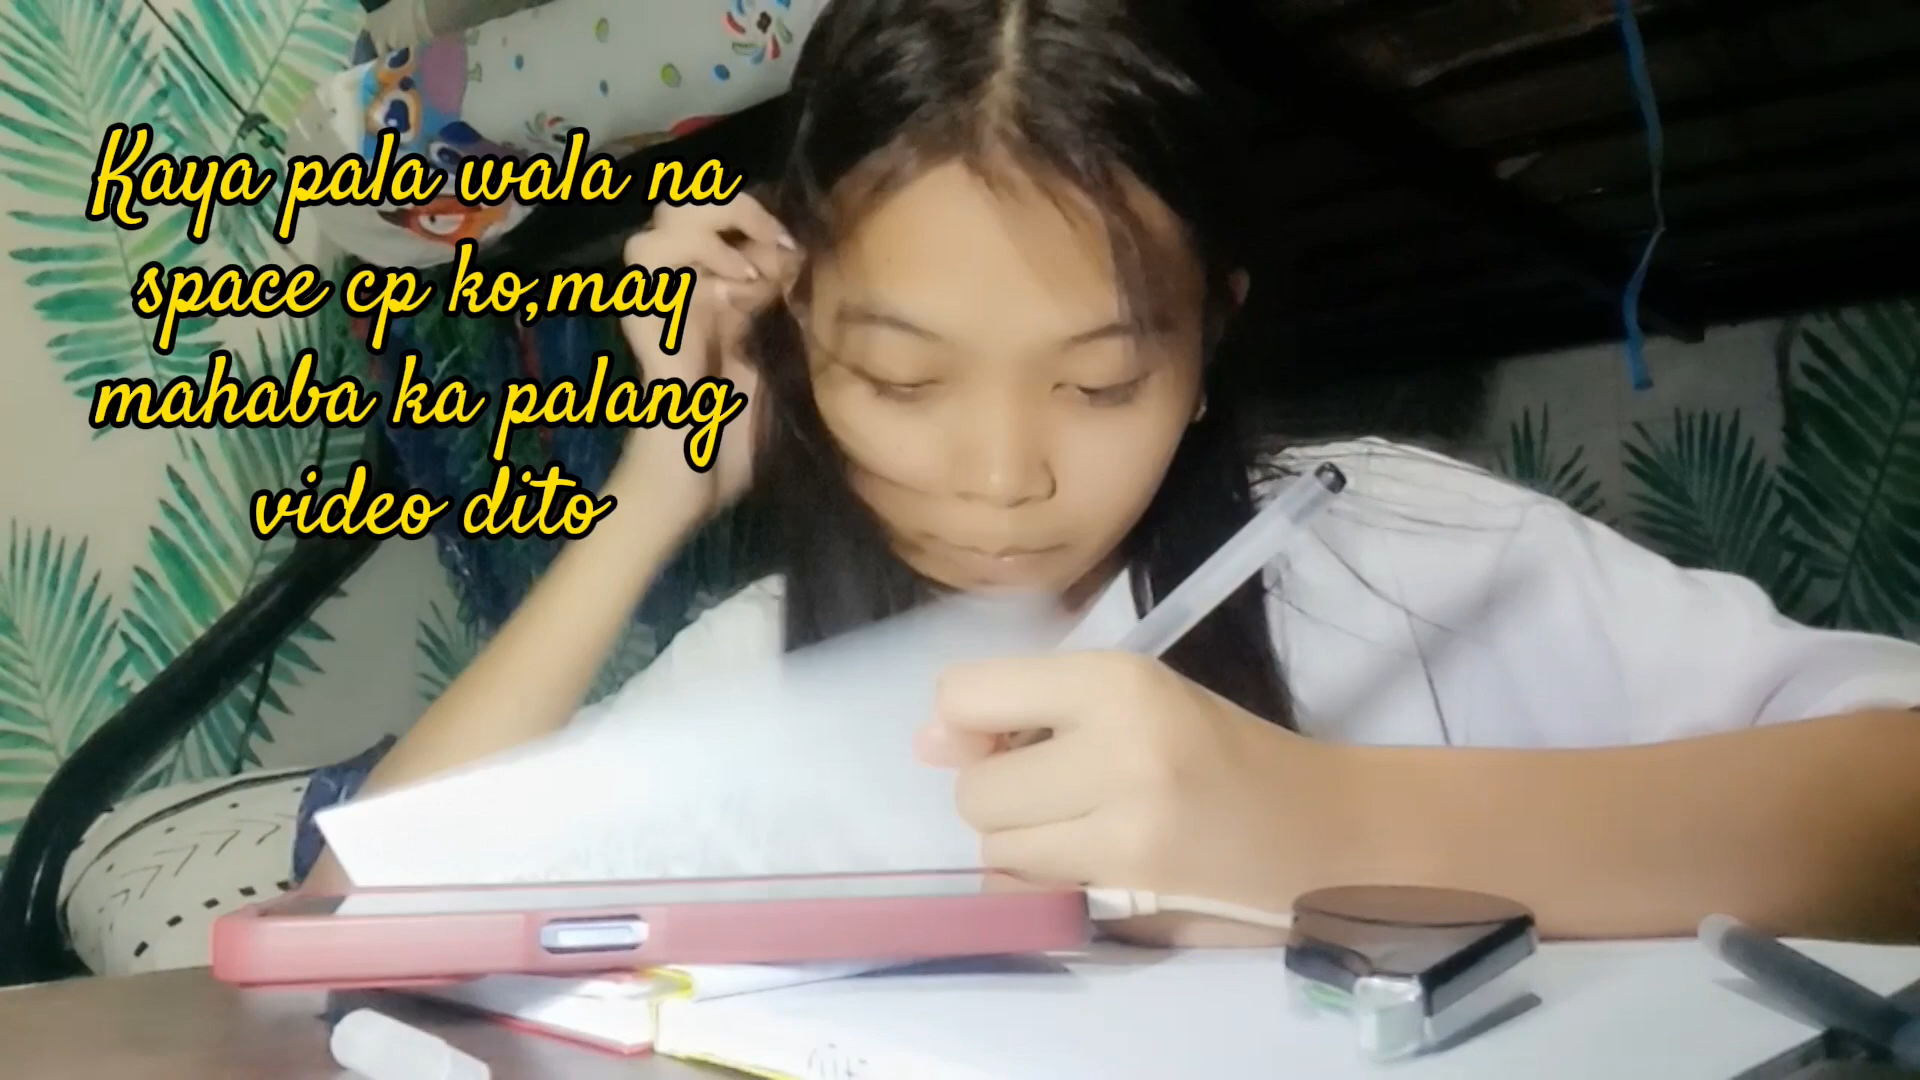 Kaya pala wala na
space cp ko,may
mahaba ka palang
video dito